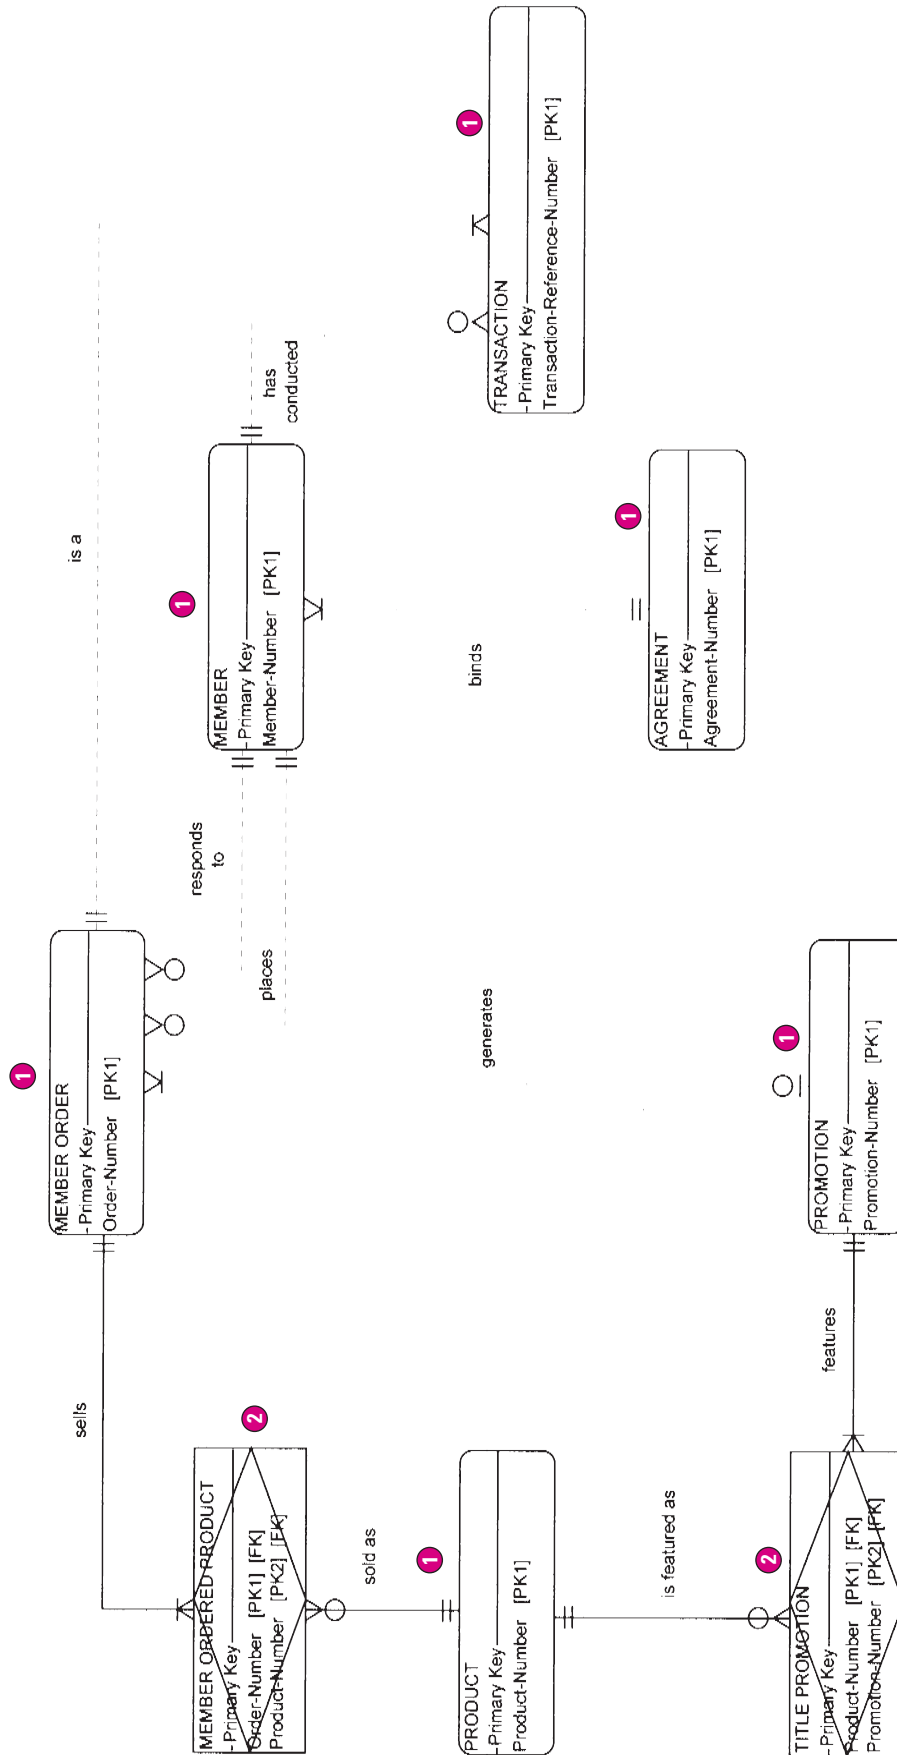 MEMBER ORDERED PRODUCT
-Primary Key
Order-Number [PK1] [FK]
Product-Number [PK2] [FK]
2
sells
MEMBER ORDER
-Primary Key
Order-Number [PK1]
1
is a
responds
to
places
MEMBER
-Primary Key
Member-Number [PK1]
1
has
conducted
sold as
PRODUCT
-Primary Key
Product-Number [PK1]
1
generates
binds
TRANSACTION
-Primary Key
Transaction-Reference-Number [PK1]
1
is featured as
AGREEMENT
-Primary Key
Agreement-Number [PK1]
1
TITLE PROMOTION
-Primary Key
Product-Number [PK1] [FK]
Promotion-Number [PK2] [FK]
2
features
PROMOTION
-Primary Key
Promotion-Number [PK1]
1